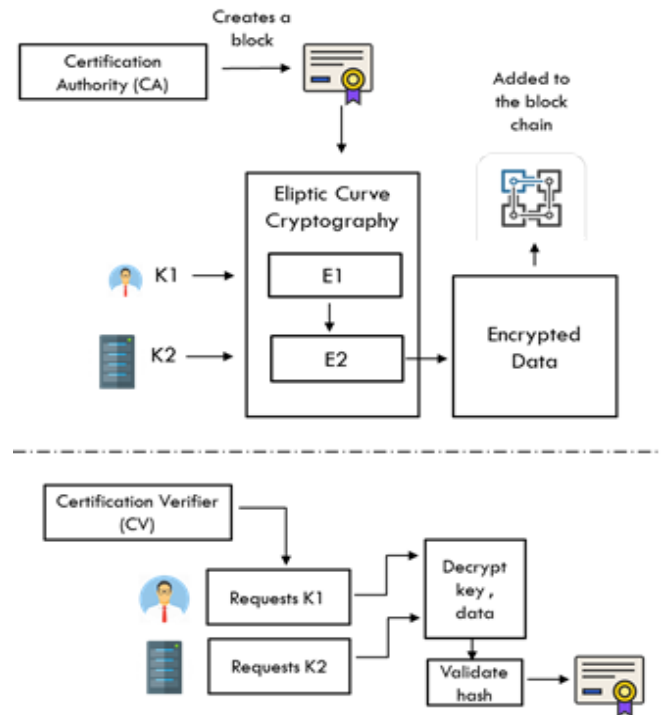 Creates a
block
Certification
Authority (CA)
Added to
the block
chain
Eliptic Curve
Cryptography
K1
E1
K2
E2
Encrypted
Data
Certification Verifier
(CV)
Requests K1
Requests K2
Decrypt
key ,
data
Validate
hash